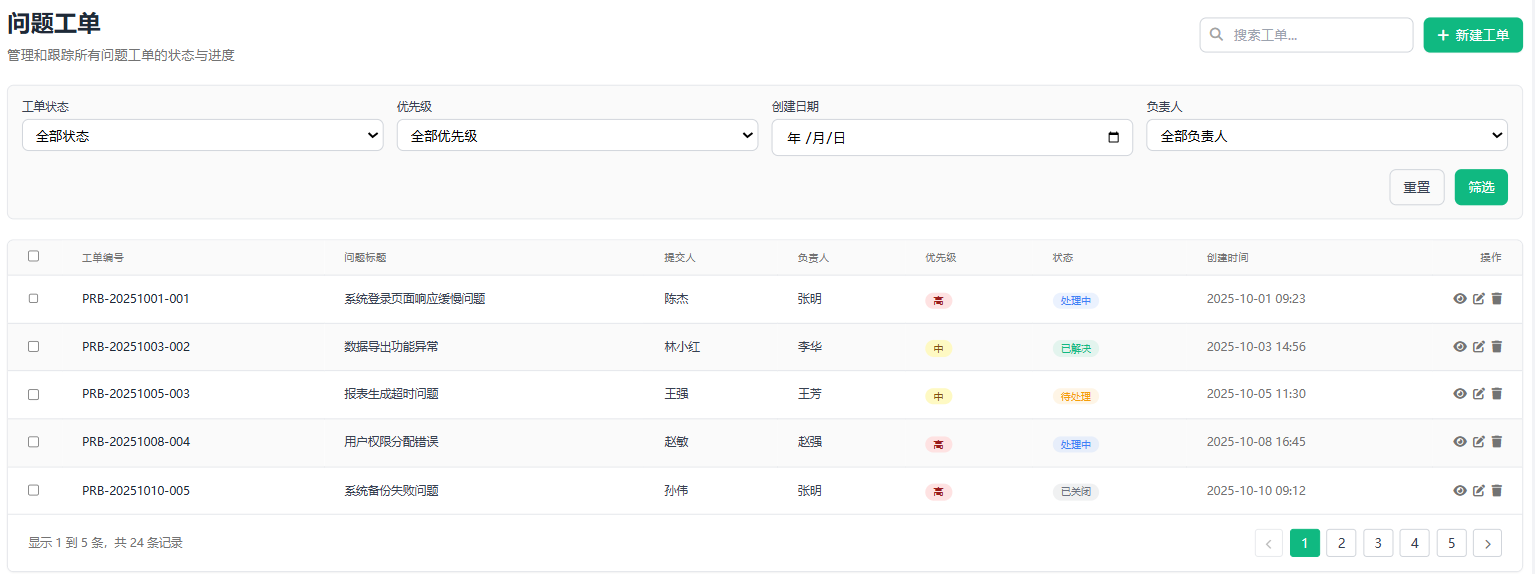 问题工单
管理和跟踪所有问题工单的状态与进度
搜索工单...
新建工单
工单状态 优先级 创建日期 负责人
全部状态 全部优先级 年 /月/日 全部负责人
重置 筛选
工单编号 问题标题 提交人 负责人 优先级 状态 创建时间 操作
PRB-20251001-001 系统登录页面响应缓慢问题 陈杰 张明 高 处理中 2025-10-01 09:23
PRB-20251003-002 数据导出功能异常 林小红 李华 中 已解决 2025-10-03 14:56
PRB-20251005-003 报表生成超时问题 王强 王芳 中 待处理 2025-10-05 11:30
PRB-20251008-004 用户权限分配错误 赵敏 赵强 高 处理中 2025-10-08 16:45
PRB-20251010-005 系统备份失败问题 孙伟 张明 高 已关闭 2025-10-10 09:12
显示 1 到 5 条，共 24 条记录 1 2 3 4 5